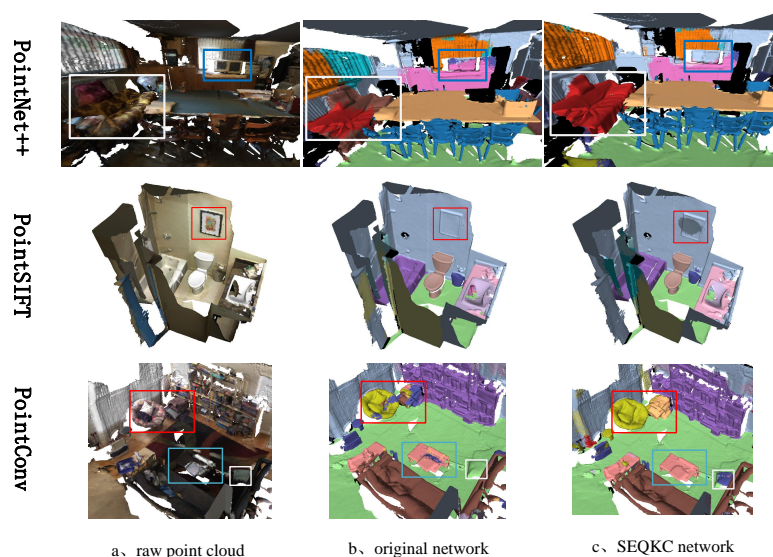 PointNet++
PointSIFT
PointConv
a、raw point cloud
b、original network
c、SEQKC network